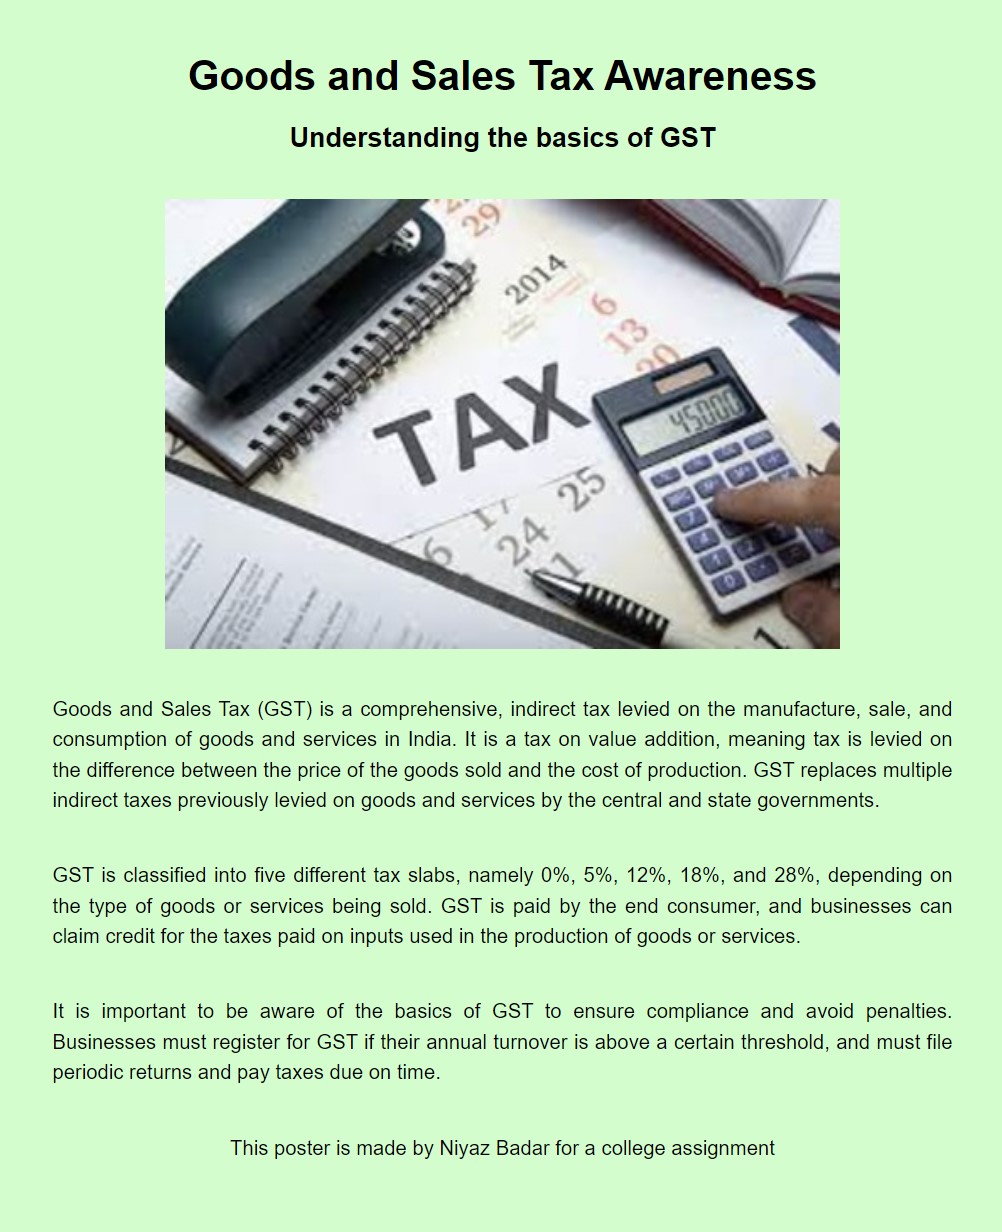 Goods and Sales Tax Awareness
Understanding the basics of GST
29
2014
6
13
20
TAX
45000
17
25
24
6
1
Goods and Sales Tax (GST) is a comprehensive, indirect tax levied on the manufacture, sale, and
consumption of goods and services in India. It is a tax on value addition, meaning tax is levied on
the difference between the price of the goods sold and the cost of production. GST replaces multiple
indirect taxes previously levied on goods and services by the central and state governments.
GST is classified into five different tax slabs, namely 0%, 5%, 12%, 18%, and 28%, depending on
the type of goods or services being sold. GST is paid by the end consumer, and businesses can
claim credit for the taxes paid on inputs used in the production of goods or services.
It is important to be aware of the basics of GST to ensure compliance and avoid penalties.
Businesses must register for GST if their annual turnover is above a certain threshold, and must file
periodic returns and pay taxes due on time.
This poster is made by Niyaz Badar for a college assignment